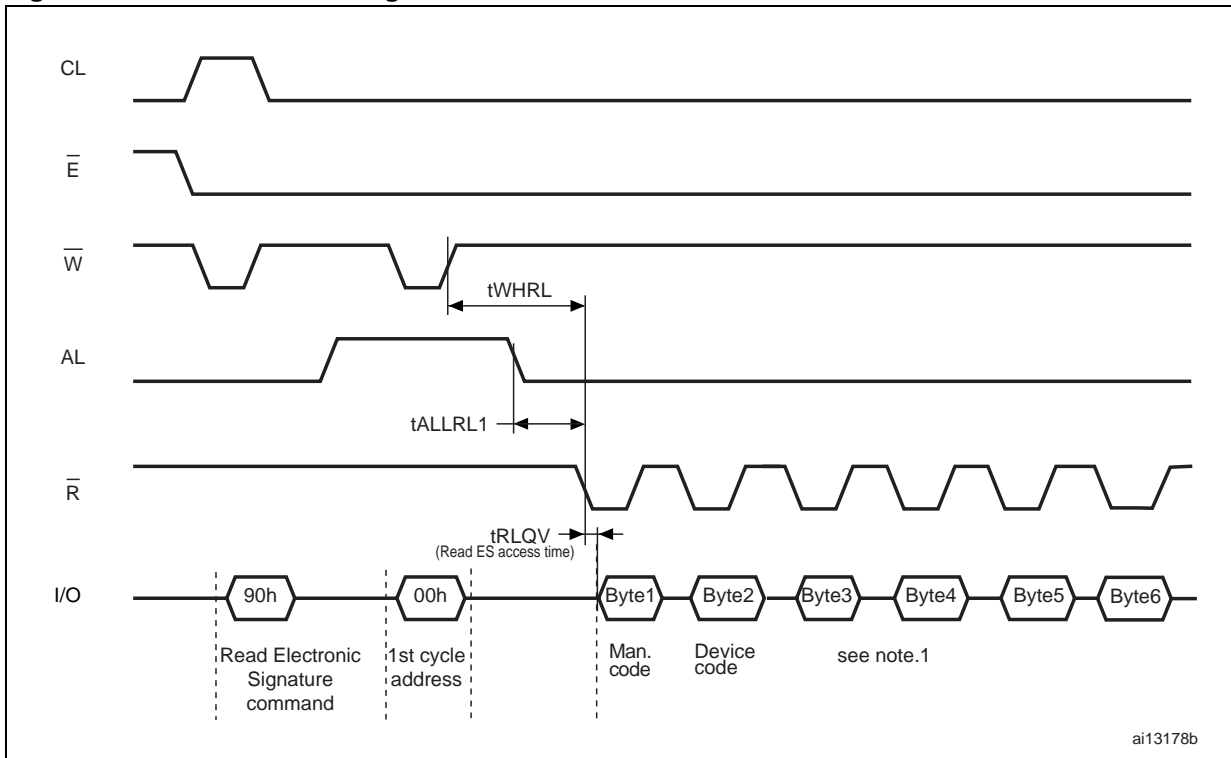 CL
E
W
tWHRL
AL
tALLRL1
R
tRLQV
(Read ES access time)
I/O
90h
00h
Byte1
Byte2
Byte3
Byte4
Byte5
Byte6
Read Electronic
Signature
command
1st cycle
address
Man.
code
Device
code
see note.1
ai13178b